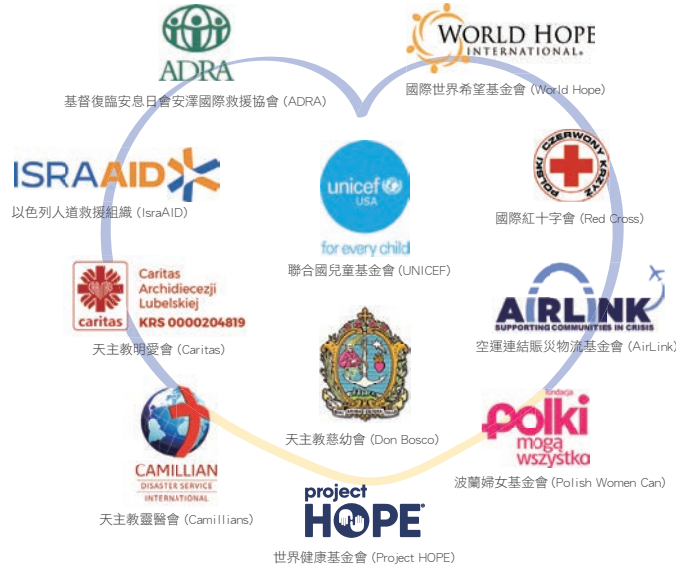 ADRA
基督復臨安息日會安澤國際救援協會 (ADRA)
WORLD HOPE
INTERNATIONAL®
國際世界希望基金會 (World Hope)
ISRAAID
以色列人道救援組織 (IsraAID)
unicef
USA
for every child
聯合國兒童基金會 (UNICEF)
POLSKI CZERWONY KRZYŻ
國際紅十字會 (Red Cross)
caritas
Caritas
Archidiecezji
Lubelskiej
KRS 0000204819
天主教明愛會 (Caritas)
天主教慈幼會 (Don Bosco)
AIRLINK
SUPPORTING COMMUNITIES IN CRISIS
空運連結賑災物流基金會 (AirLink)
CAMILLIAN
DISASTER SERVICE
INTERNATIONAL
天主教靈醫會 (Camillians)
project
HOPE®
世界健康基金會 (Project HOPE)
fundacja
polki
mogą
wszystko
波蘭婦女基金會 (Polish Women Can)